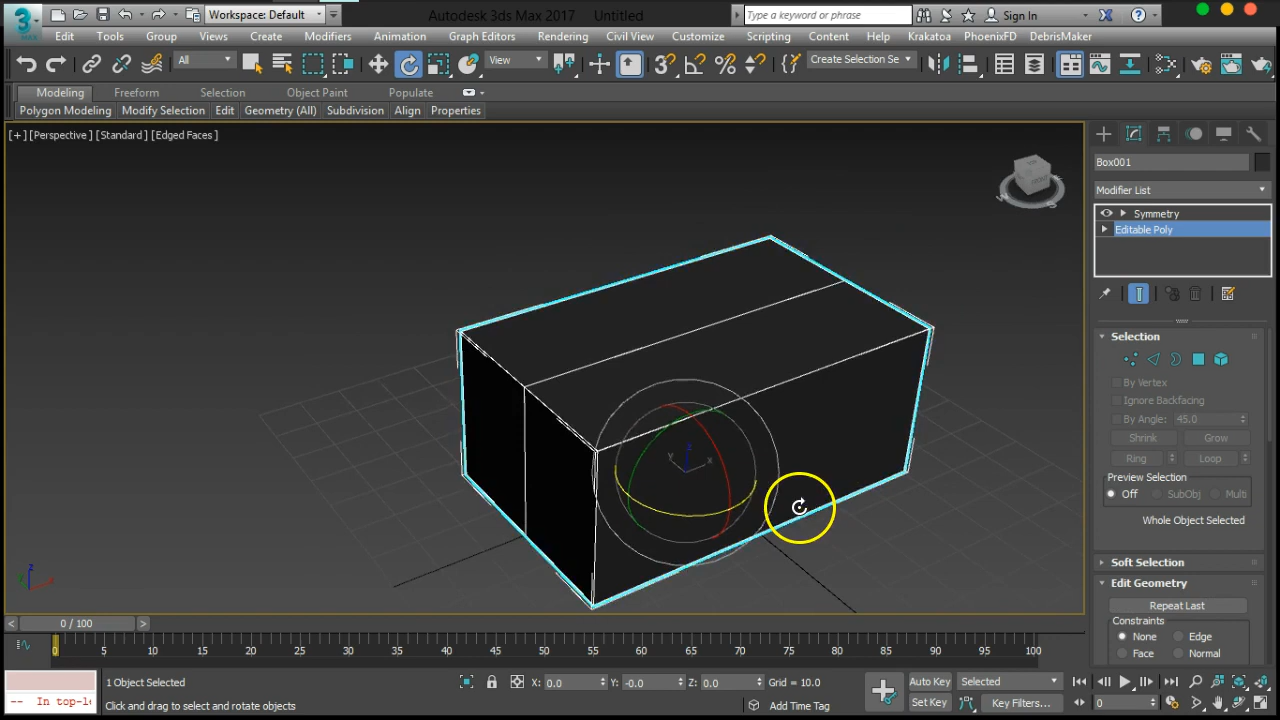 Workspace: Default
Autodesk 3ds Max 2017 Untitled
Type a keyword or phrase
Sign In
3
MAX
Edit Tools Group Views Create Modifiers Animation Graph Editors Rendering Civil View Customize Scripting Content Help Krakatoa PhoenixFD DebrisMaker
All
View
Create Selection Se
Modeling Freeform Selection Object Paint Populate
Polygon Modeling Modify Selection Edit Geometry (All) Subdivision Align Properties
[+] [Perspective ] [Standard ] [Edged Faces ]
Box001
Modifier List
Symmetry
Editable Poly
Selection
By Vertex
Ignore Backfacing
By Angle: 45.0
Shrink Grow
Ring Loop
Preview Selection
Off SubObj Multi
Whole Object Selected
Soft Selection
Edit Geometry
Repeat Last
Constraints
None Edge
Face Normal
Y X z
z y x
< 0 / 100 >
0 5 10 15 20 25 30 35 40 45 50 55 60 65 70 75 80 85 90 95 100
1 Object Selected
X: 0.0 Y: -0.0 Z: 0.0 Grid = 10.0
Auto Key Selected
-- In top-le
Click and drag to select and rotate objects
Add Time Tag
Set Key Key Filters...
0